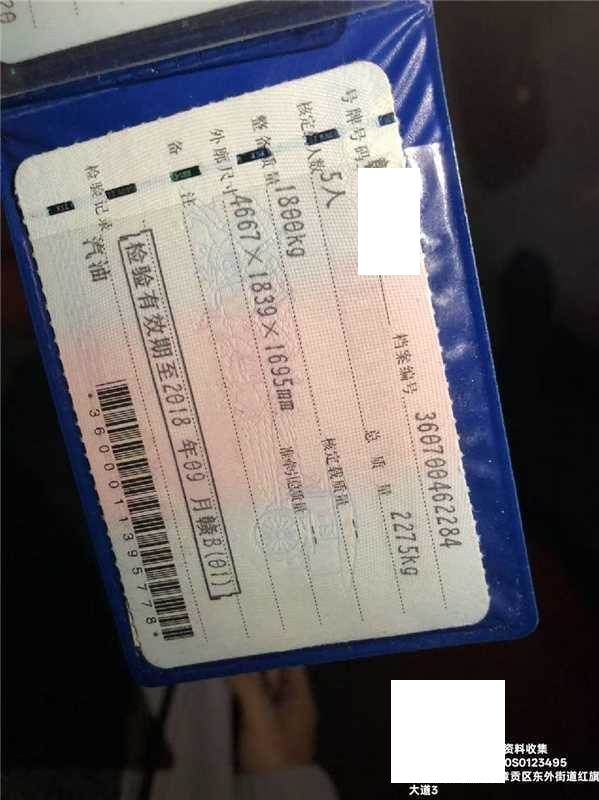 号牌号码
档案编号 360700462284
核定人数 5人
总质量 2275kg
整备质量 1800kg
核定载质量 --
外廓尺寸 4667×1839×1695mm
准牵引总质量 --
备注
检验有效期至2018年09月赣B(01)
检验记录 汽油
*3600011395778*
资料收集
0S0123495
章贡区东外街道红旗
大道3